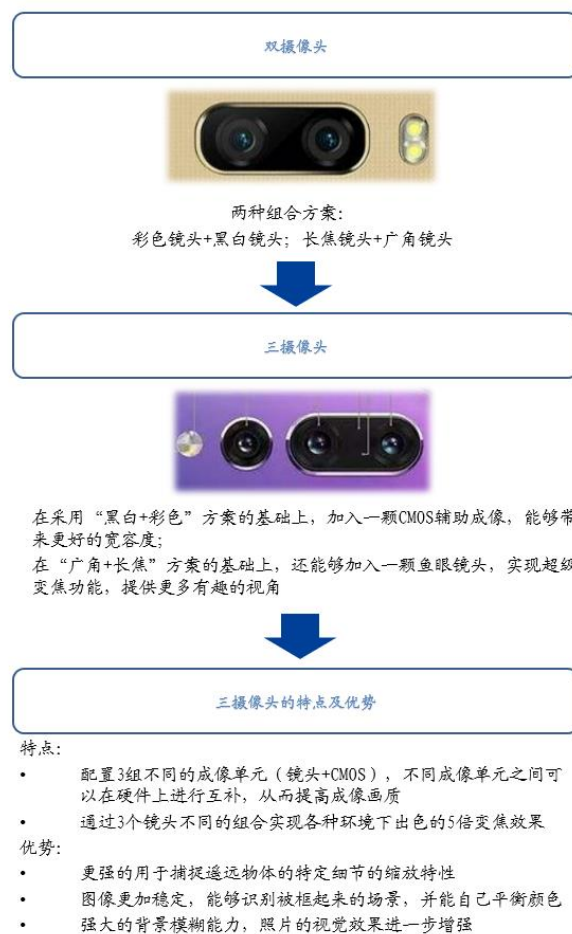 双摄像头
两种组合方案：
彩色镜头+黑白镜头；长焦镜头+广角镜头
三摄像头
在采用“黑白+彩色”方案的基础上，加入一颗CMOS辅助成像，能够带
来更好的宽容度；
在“广角+长焦”方案的基础上，还能够加入一颗鱼眼镜头，实现超级
变焦功能，提供更多有趣的视角
三摄像头的特点及优势
特点：
• 配置3组不同的成像单元（镜头+CMOS），不同成像单元之间可
以在硬件上进行互补，从而提高成像画质
• 通过3个镜头不同的组合实现各种环境下出色的5倍变焦效果
优势：
• 更强的用于捕捉遥远物体的特定细节的缩放特性
• 图像更加稳定，能够识别被框起来的场景，并能自己平衡颜色
• 强大的背景模糊能力，照片的视觉效果进一步增强